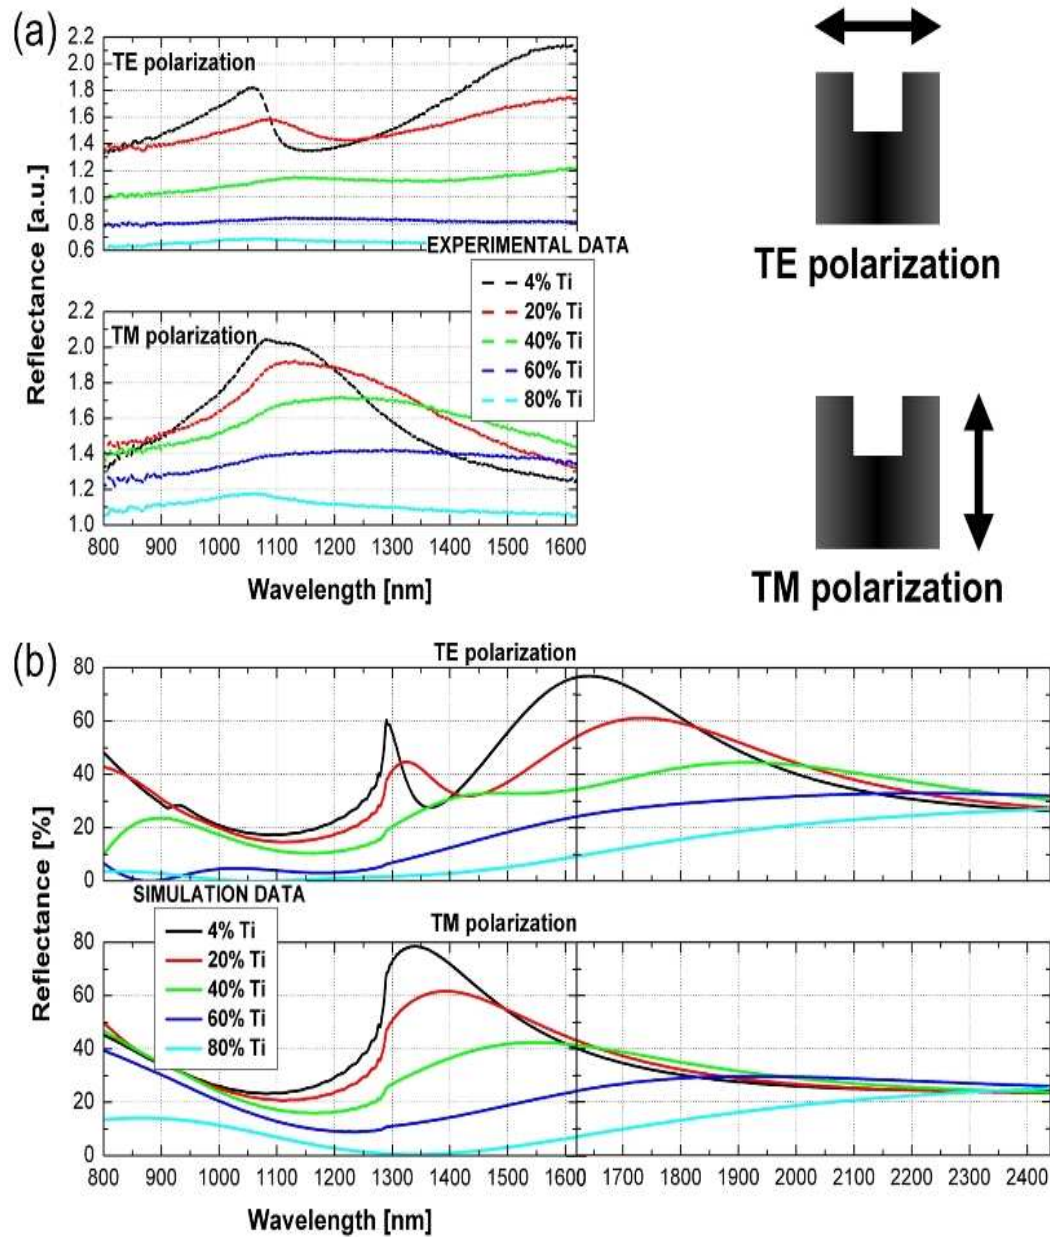 (a)
2.2
2.0
1.8
1.6
1.4
1.2
1.0
0.8
0.6
TE polarization
EXPERIMENTAL DATA
4% Ti
20% Ti
40% Ti
60% Ti
80% Ti
Reflectance [a.u.]
2.2
2.0
1.8
1.6
1.4
1.2
1.0
TM polarization
800 900 1000 1100 1200 1300 1400 1500 1600
Wavelength [nm]
TE polarization
TM polarization
(b)
TE polarization
80
60
40
20
0
Reflectance [%]
SIMULATION DATA
4% Ti
20% Ti
40% Ti
60% Ti
80% Ti
TM polarization
80
60
40
20
0
800 900 1000 1100 1200 1300 1400 1500 1600 1700 1800 1900 2000 2100 2200 2300 2400
Wavelength [nm]